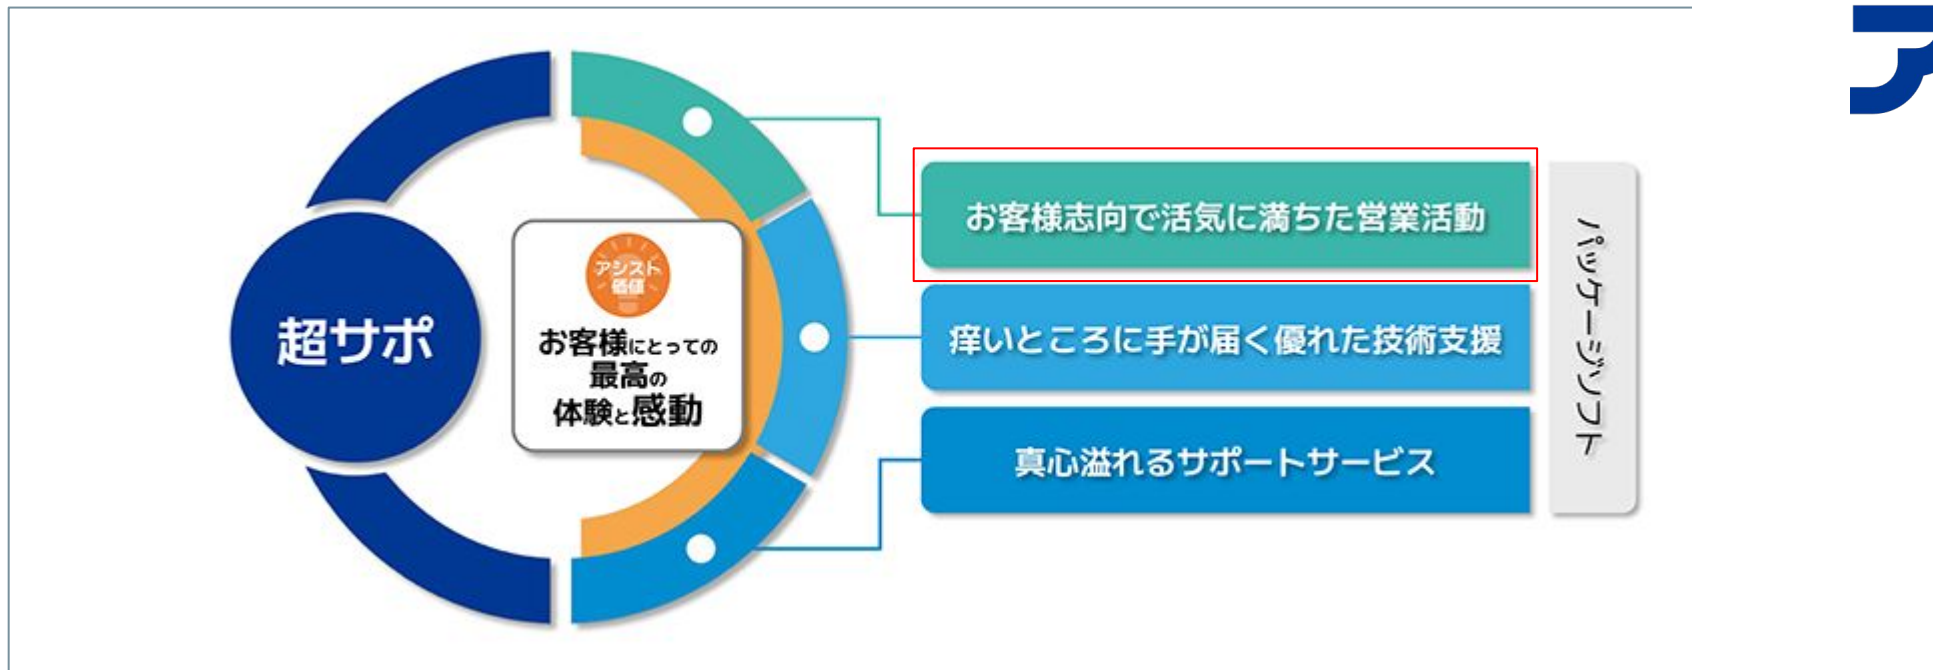 超サポ
アシスト
価値
お客様にとっての
最高の
体験と感動
お客様志向で活気に満ちた営業活動
痒いところに手が届く優れた技術支援
真心溢れるサポートサービス
パッケージソフト
ア